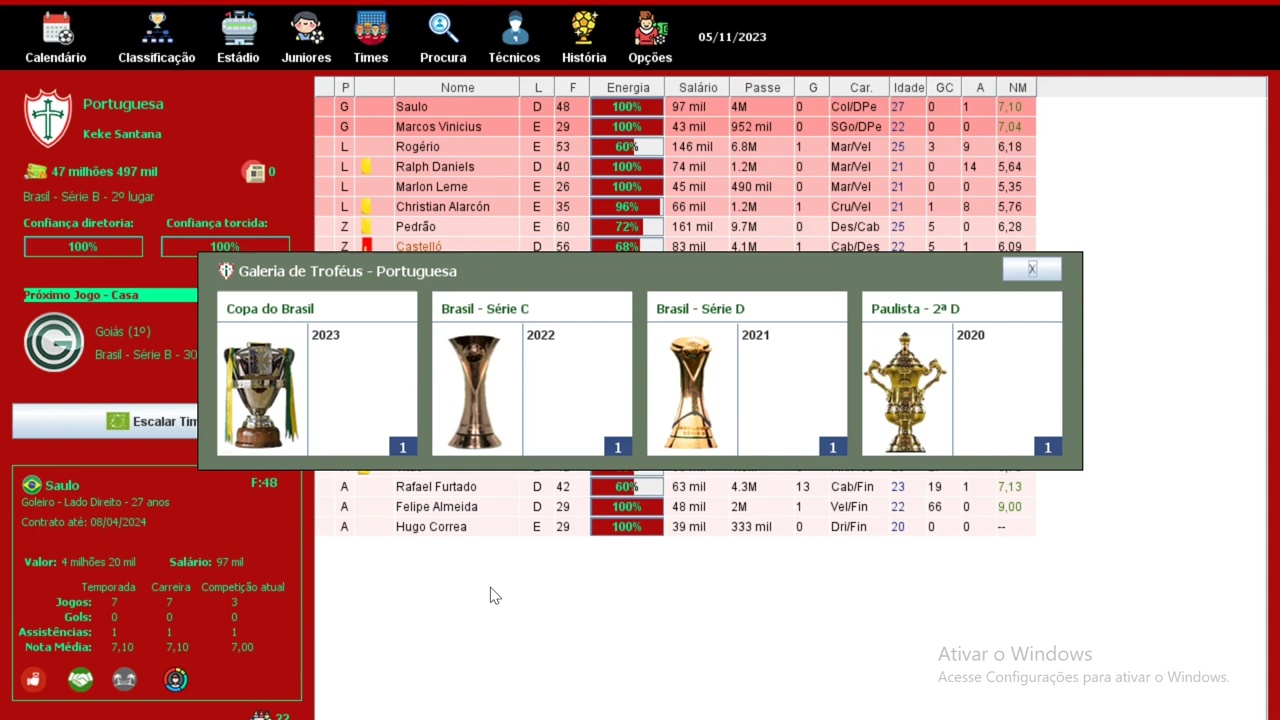 Calendário Classificação Estádio Juniores Times Procura Técnicos História Opções 05/11/2023
Portuguesa
Keke Santana
47 milhões 497 mil 0
Brasil - Série B - 2º lugar
Confiança diretoria: Confiança torcida:
100% 100%
Próximo Jogo - Casa
Goiás (1º)
Brasil - Série B - 30
Escalar Tim
Saulo F:48
Goleiro - Lado Direito - 27 anos
Contrato até: 08/04/2024
Valor: 4 milhões 20 mil Salário: 97 mil
Temporada Carreira Competição atual
Jogos: 7 7 3
Gols: 0 0 0
Assistências: 1 1 1
Nota Média: 7,10 7,10 7,00
22
P Nome L F Energia Salário Passe G Car. Idade GC A NM
G Saulo D 48 100% 97 mil 4M 0 Col/DPe 27 0 1 7,10
G Marcos Vinicius E 29 100% 43 mil 952 mil 0 SGo/DPe 22 0 0 7,04
L Rogério E 53 60% 146 mil 6.8M 1 Mar/Vel 25 3 9 6,18
L Ralph Daniels D 40 100% 74 mil 1.2M 0 Mar/Vel 21 0 14 5,64
L Marlon Leme E 26 100% 45 mil 490 mil 0 Mar/Vel 21 0 0 5,35
L Christian Alarcón E 35 96% 66 mil 1.2M 0 Cru/Vel 21 1 8 5,76
Z Pedrão E 60 72% 161 mil 9.7M 0 Des/Cab 25 5 0 6,28
Z Castelló D 56 68% 83 mil 4.1M 1 Cab/Des 22 5 1 6,09
Galeria de Troféus - Portuguesa X
Copa do Brasil
2023
1
Brasil - Série C
2022
1
Brasil - Série D
2021
1
Paulista - 2ª D
2020
1
A Rafael Furtado D 42 60% 63 mil 4.3M 13 Cab/Fin 23 19 1 7,13
A Felipe Almeida D 29 100% 48 mil 2M 1 Vel/Fin 22 66 0 9,00
A Hugo Correa E 29 100% 39 mil 333 mil 0 Dri/Fin 20 0 0 --
Ativar o Windows
Acesse Configurações para ativar o Windows.